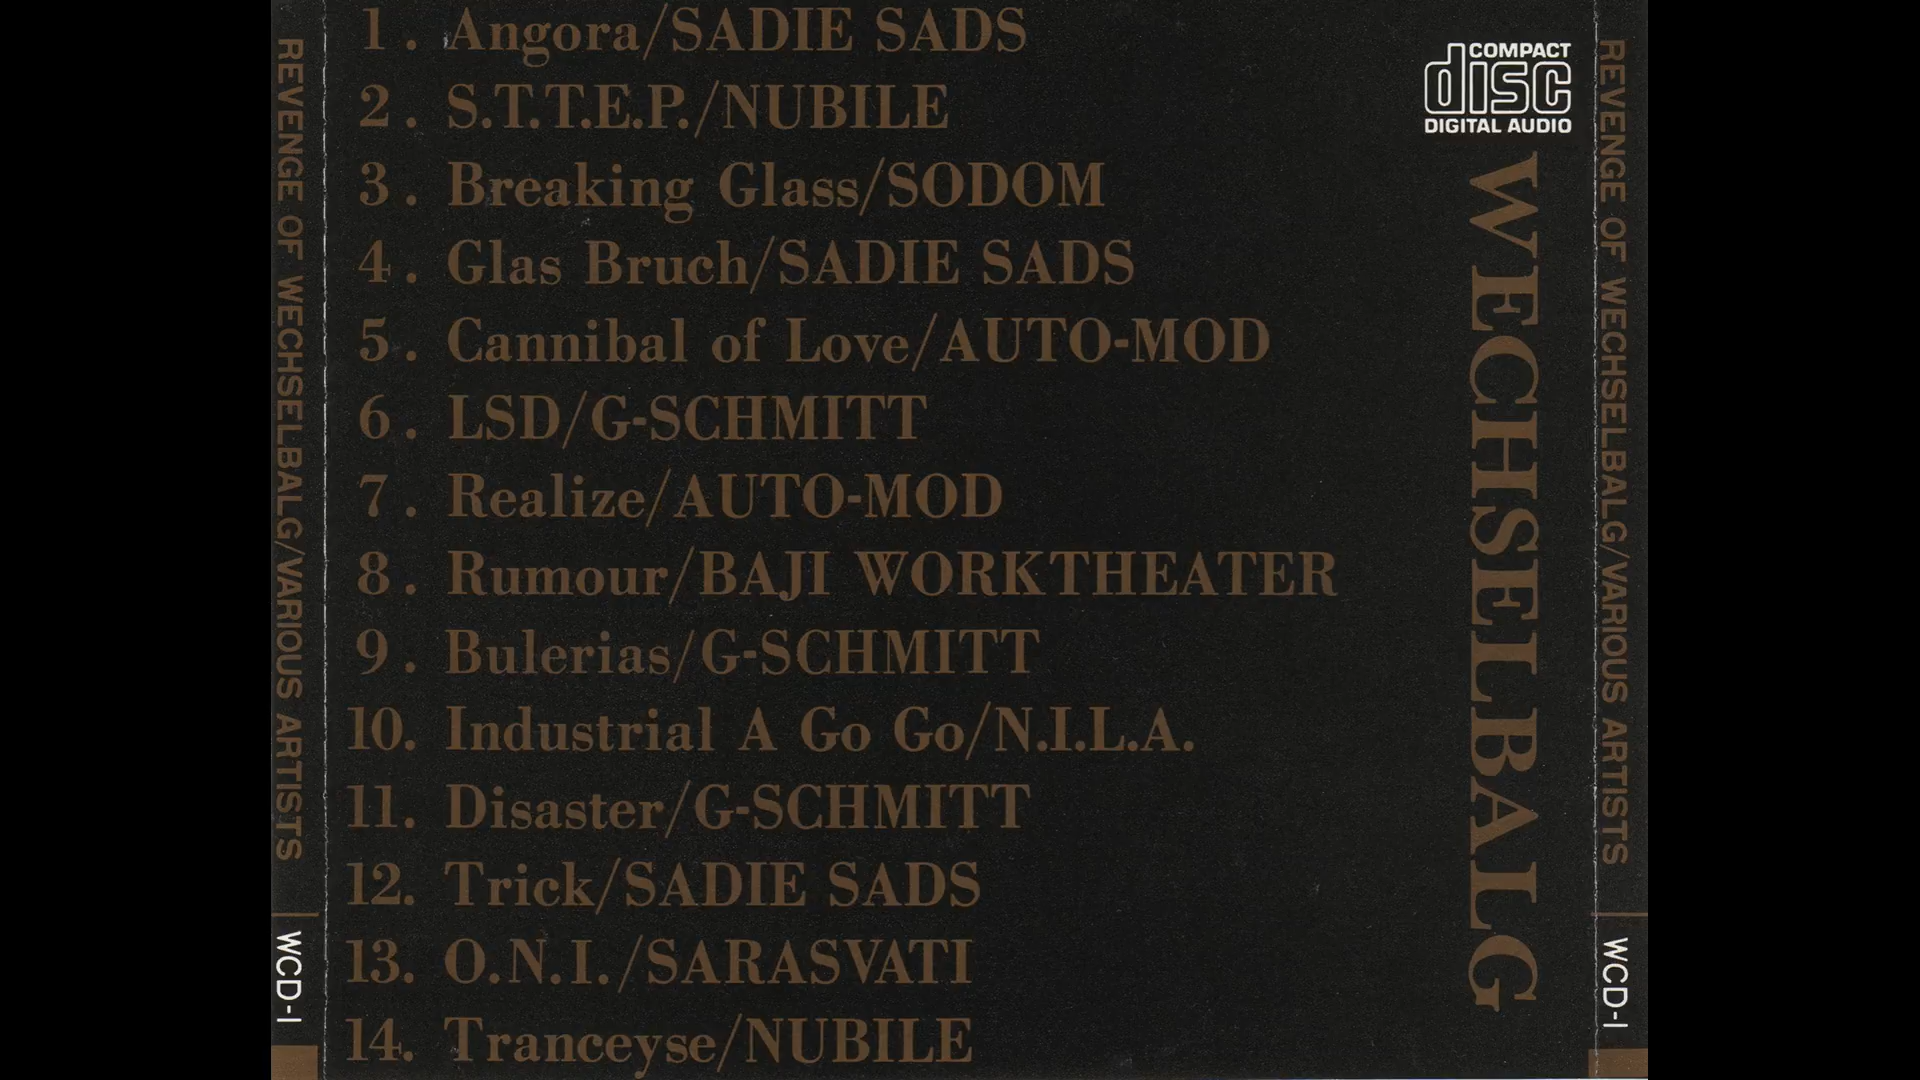 REVENGE OF WECHSELBALG/VARIOUS ARTISTS
WCD-1
1. Angora/SADIE SADS
2. S.T.T.E.P./NUBILE
3. Breaking Glass/SODOM
4. Glas Bruch/SADIE SADS
5. Cannibal of Love/AUTO-MOD
6. LSD/G-SCHMITT
7. Realize/AUTO-MOD
8. Rumour/BAJI WORKTHEATER
9. Bulerias/G-SCHMITT
10. Industrial A Go Go/N.I.L.A.
11. Disaster/G-SCHMITT
12. Trick/SADIE SADS
13. O.N.I./SARASVATI
14. Tranceyse/NUBILE
COMPACT
disc
DIGITAL AUDIO
WECHSELBALG
REVENGE OF WECHSELBALG/VARIOUS ARTISTS
WCD-1